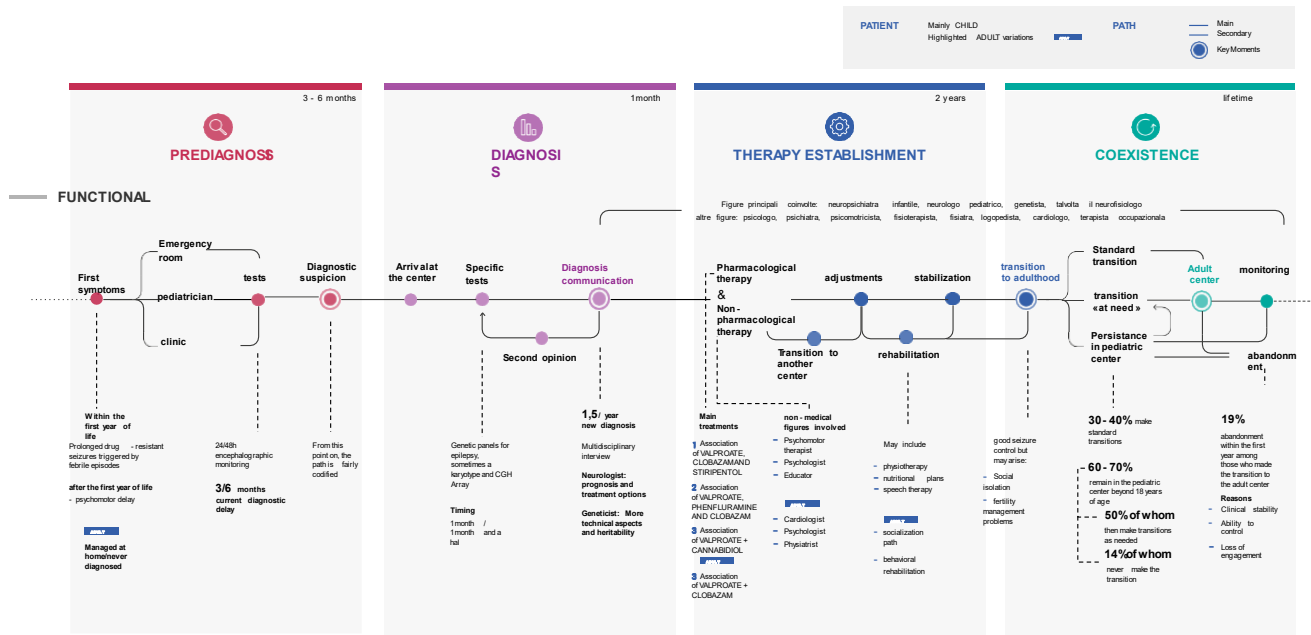 PATIENT
Mainly CHILD
Highlighted ADULT variations
PATH
Main
Secondary
Key Moments
3 - 6 months
PREDIAGNOSIS
1month
DIAGNOSI
S
2 years
THERAPY ESTABLISHMENT
lifetime
COEXISTENCE
FUNCTIONAL
Figure principali coinvolte: neuropsichiatra infantile, neurologo pediatrico, genetista, talvolta il neurofisiologo
altre figure: psicologo, psichiatra, psicomotricista, fisioterapista, fisiatra, logopedista, cardiologo, terapista occupazionale
First
symptoms
Emergency
room
pediatrician
clinic
tests
Diagnostic
suspicion
Arrival at
the center
Specific
tests
Second opinion
Diagnosis
communication
Pharmacological
therapy
&
Non-
pharmacological
therapy
Transition to
another
center
adjustments
rehabilitation
stabilization
transition
to adulthood
Standard
transition
transition
«at need»
Persistance
in pediatric
center
Adult
center
monitoring
abandonm
ent
Within the
first year of
life
Prolonged drug - resistant
seizures triggered by
febrile episodes
after the first year of life
- psychomotor delay
Managed at
home/never
diagnosed
24/48h
encephalographic
monitoring
3/6 months
current diagnostic
delay
From this
point on, the
path is fairly
codified
Genetic panels for
epilepsy,
sometimes a
karyotype and CGH
Array
Timing
1month /
1month and a
hal
1,5/ year
new diagnosis
Multidisciplinary
interview
Neurologist:
prognosis and
treatment options
Geneticist: More
technical aspects
and heritability
Main
treatments
1 Association
of VALPROATE,
CLOBAZAM AND
STIRIPENTOL
2 Association
of VALPROATE,
PHENFLURAMINE
AND CLOBAZAM
3 Association
of VALPROATE +
CANNABIDIOL
3 Association
of VALPROATE +
CLOBAZAM
non - medical
figures involved
– Psychomotor
therapist
– Psychologist
– Educator
– Cardiologist
– Psychologist
– Physiatrist
May include
– physiotherapy
– nutritional plans
– speech therapy
– socialization
path
– behavioral
rehabilitation
good seizure
control but
may arise:
– Social
isolation
– fertility
management
problems
30 - 40% make
standard
transitions
60 - 70%
remain in the pediatric
center beyond 18 years
of age
50% of whom
then make transitions
as needed
14% of whom
never make the
transition
19%
abandonment
within the first
year among
those who made
the transition to
the adult center
Reasons
– Clinical stability
– Ability to
control
– Loss of
engagement